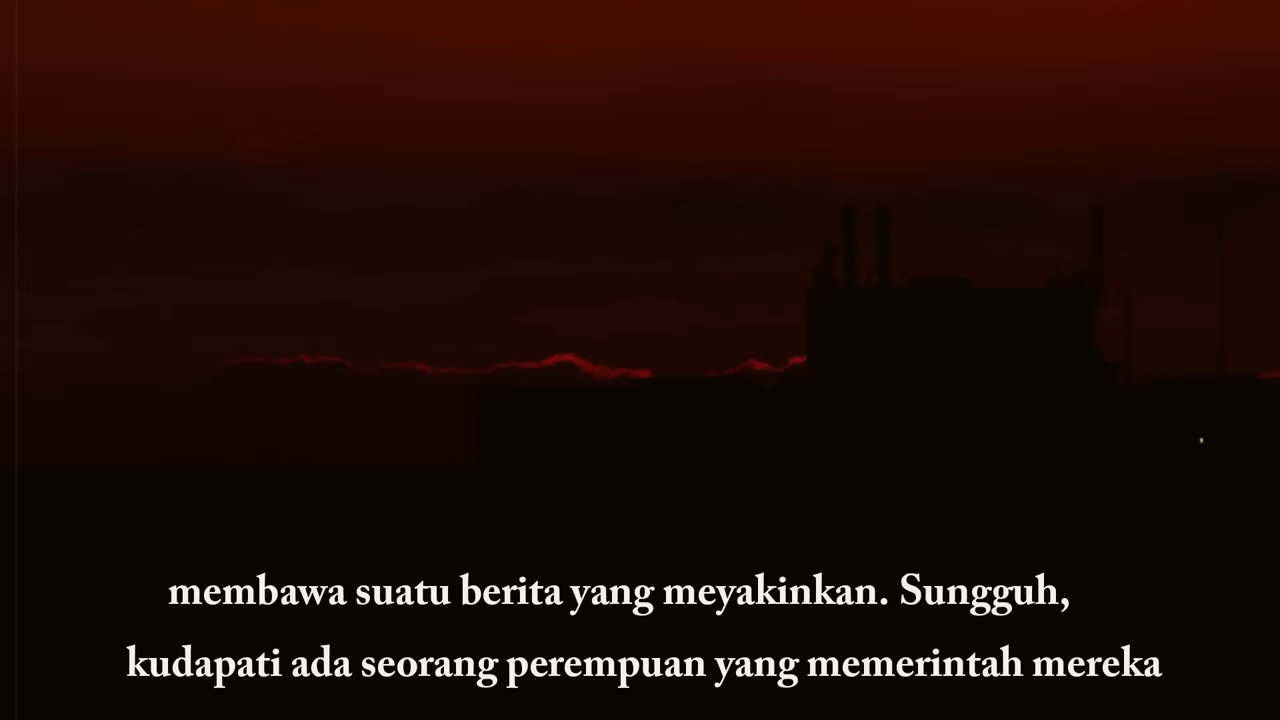 membawa suatu berita yang meyakinkan. Sungguh,
kudapati ada seorang perempuan yang memerintah mereka